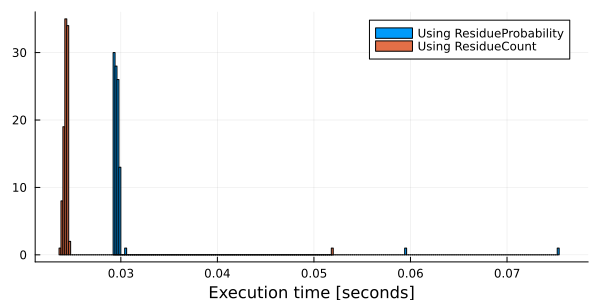 30
20
10
0
Using ResidueProbability
Using ResidueCount
0.03 0.04 0.05 0.06 0.07
Execution time [seconds]